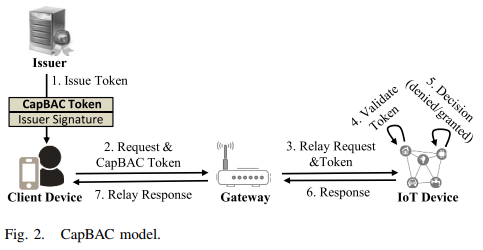 Issuer
1. Issue Token
CapBAC Token
Issuer Signature
2. Request &
CapBAC Token
3. Relay Request
&Token
4. Validate
Token
5. Decision
(denied/granted)
7. Relay Response
6. Response
Client Device
Gateway
IoT Device
Fig. 2. CapBAC model.